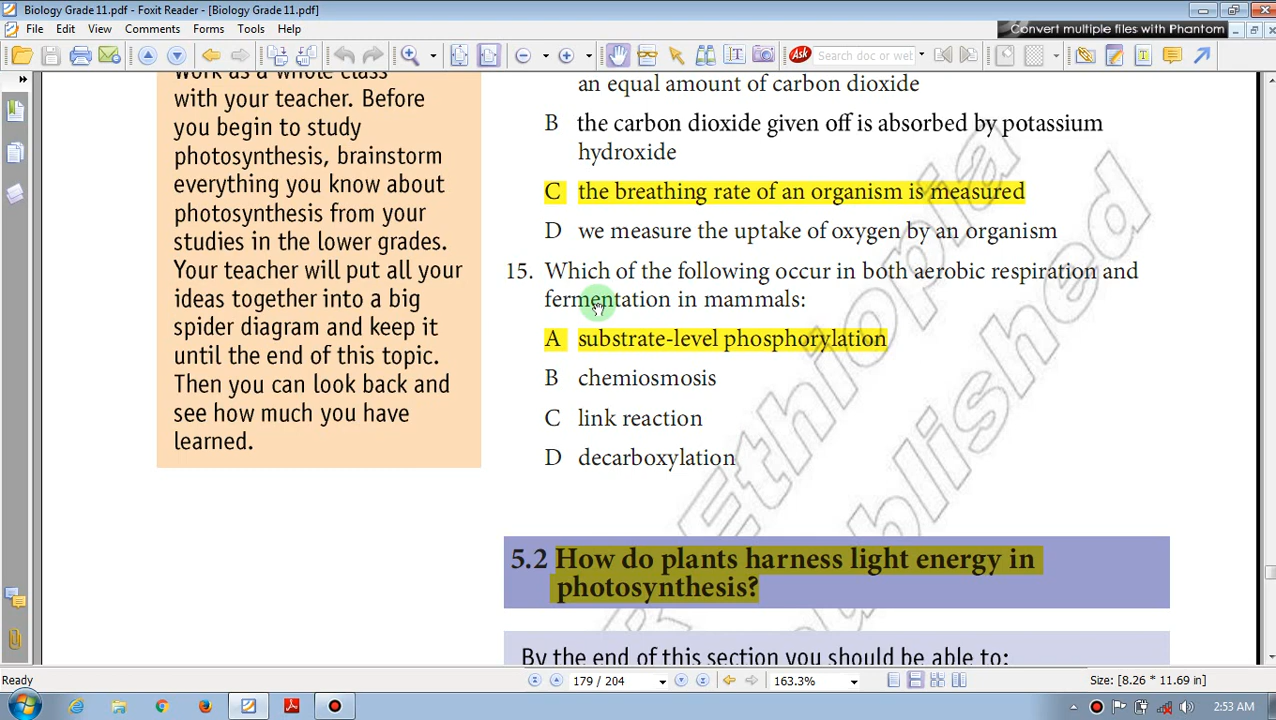 Biology Grade 11.pdf - Foxit Reader - [Biology Grade 11.pdf]
File Edit View Comments Forms Tools Help
Convert multiple files with Phantom
Ask Search doc or wet
Work as a whole class
with your teacher. Before
you begin to study
photosynthesis, brainstorm
everything you know about
photosynthesis from your
studies in the lower grades.
Your teacher will put all your
ideas together into a big
spider diagram and keep it
until the end of this topic.
Then you can look back and
see how much you have
learned.
an equal amount of carbon dioxide
B the carbon dioxide given off is absorbed by potassium
hydroxide
C the breathing rate of an organism is measured
D we measure the uptake of oxygen by an organism
15. Which of the following occur in both aerobic respiration and
fermentation in mammals:
A substrate-level phosphorylation
B chemiosmosis
C link reaction
D decarboxylation
Ethiopia
ublished
5.2 How do plants harness light energy in
photosynthesis?
By the end of this section you should be able to:
Ready
179 / 204
163.3%
Size: [8.26 * 11.69 in]
2:53 AM